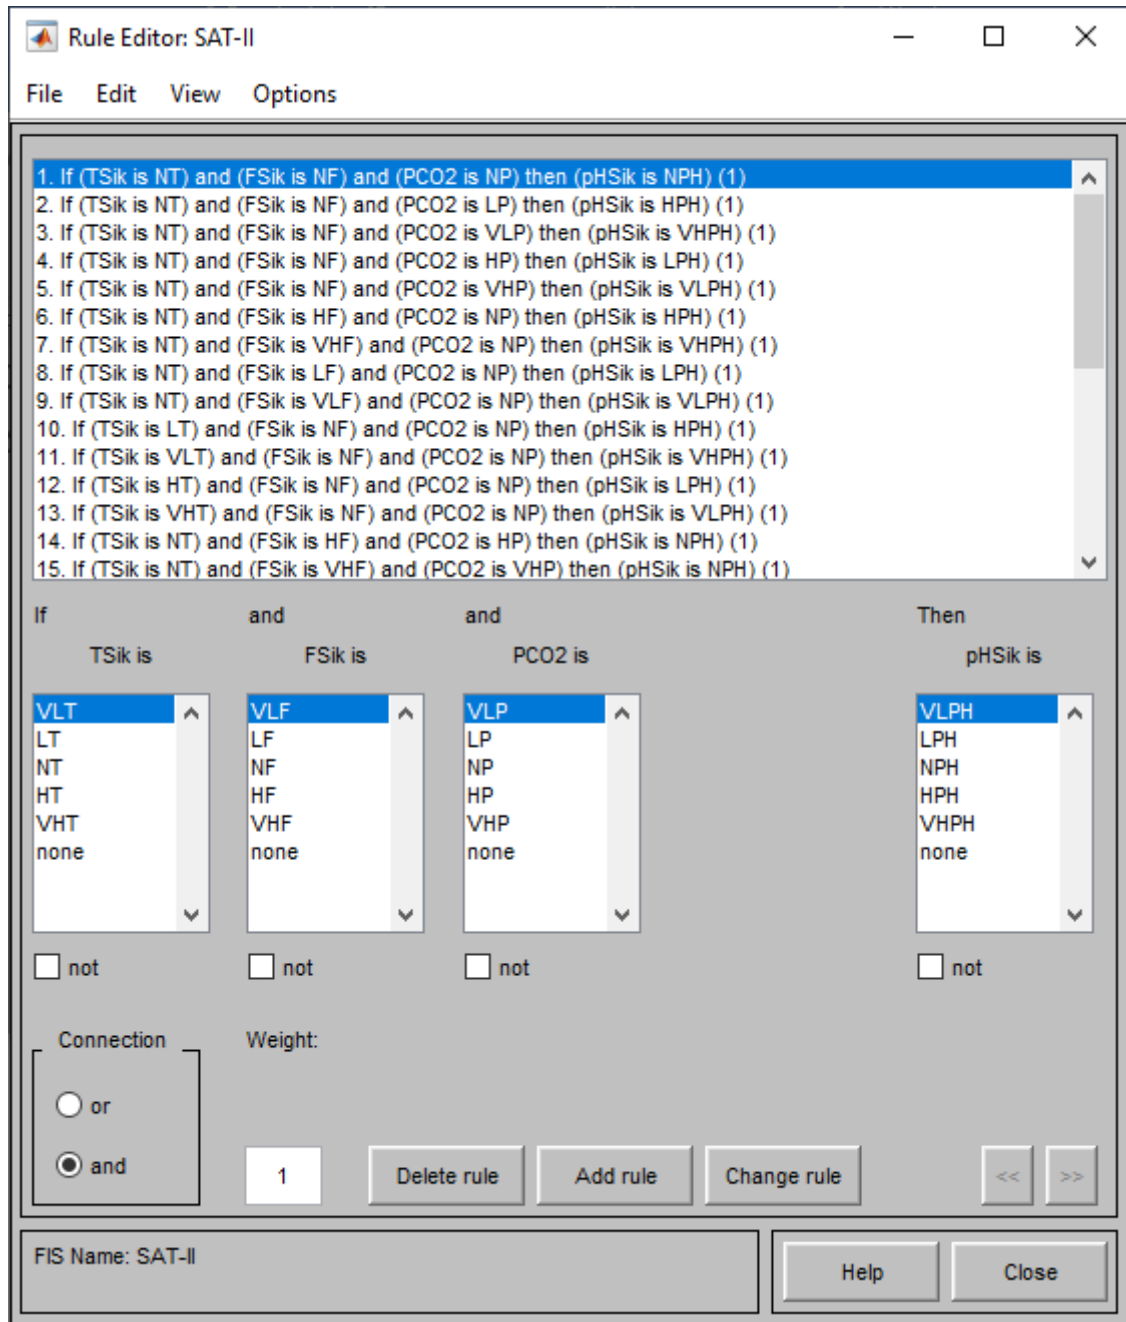 Rule Editor: SAT-II
File Edit View Options
1. If (TSik is NT) and (FSik is NF) and (PCO2 is NP) then (pHSik is NPH) (1)
2. If (TSik is NT) and (FSik is NF) and (PCO2 is LP) then (pHSik is HPH) (1)
3. If (TSik is NT) and (FSik is NF) and (PCO2 is VLP) then (pHSik is VHPH) (1)
4. If (TSik is NT) and (FSik is NF) and (PCO2 is HP) then (pHSik is LPH) (1)
5. If (TSik is NT) and (FSik is NF) and (PCO2 is VHP) then (pHSik is VLPH) (1)
6. If (TSik is NT) and (FSik is HF) and (PCO2 is NP) then (pHSik is HPH) (1)
7. If (TSik is NT) and (FSik is VHF) and (PCO2 is NP) then (pHSik is VHPH) (1)
8. If (TSik is NT) and (FSik is LF) and (PCO2 is NP) then (pHSik is LPH) (1)
9. If (TSik is NT) and (FSik is VLF) and (PCO2 is NP) then (pHSik is VLPH) (1)
10. If (TSik is LT) and (FSik is NF) and (PCO2 is NP) then (pHSik is HPH) (1)
11. If (TSik is VLT) and (FSik is NF) and (PCO2 is NP) then (pHSik is VHPH) (1)
12. If (TSik is HT) and (FSik is NF) and (PCO2 is NP) then (pHSik is LPH) (1)
13. If (TSik is VHT) and (FSik is NF) and (PCO2 is NP) then (pHSik is VLPH) (1)
14. If (TSik is NT) and (FSik is HF) and (PCO2 is HP) then (pHSik is NPH) (1)
15. If (TSik is NT) and (FSik is VHF) and (PCO2 is VHP) then (pHSik is NPH) (1)
If and and Then
TSik is FSik is PCO2 is pHSik is
VLT VLF VLP VLPH
LT LF LP LPH
NT NF NP NPH
HT HF HP HPH
VHT VHF VHP VHPH
none none none none
not not not not
Connection Weight:
or
and 1 Delete rule Add rule Change rule << >>
FIS Name: SAT-II Help Close